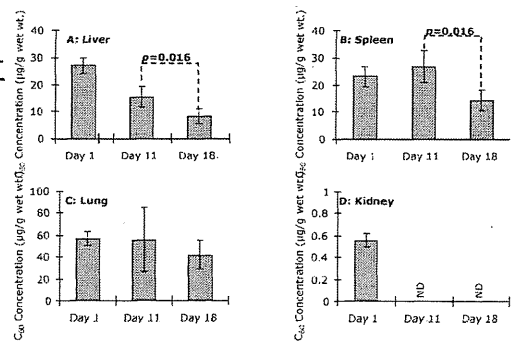 C60 Concentration (µg/g wet wt.)
40
30
20
10
0
A: Liver
p=0.016
Day 1
Day 11
Day 18
C60 Concentration (µg/g wet wt.)
40
30
20
10
0
B: Spleen
p=0.016
Day 1
Day 11
Day 18
C60 Concentration (µg/g wet wt.)
100
80
60
40
20
0
C: Lung
Day 1
Day 11
Day 18
C60 Concentration (µg/g wet wt.)
1
0.8
0.6
0.4
0.2
0
D: Kidney
ND
ND
Day 1
Day 11
Day 18